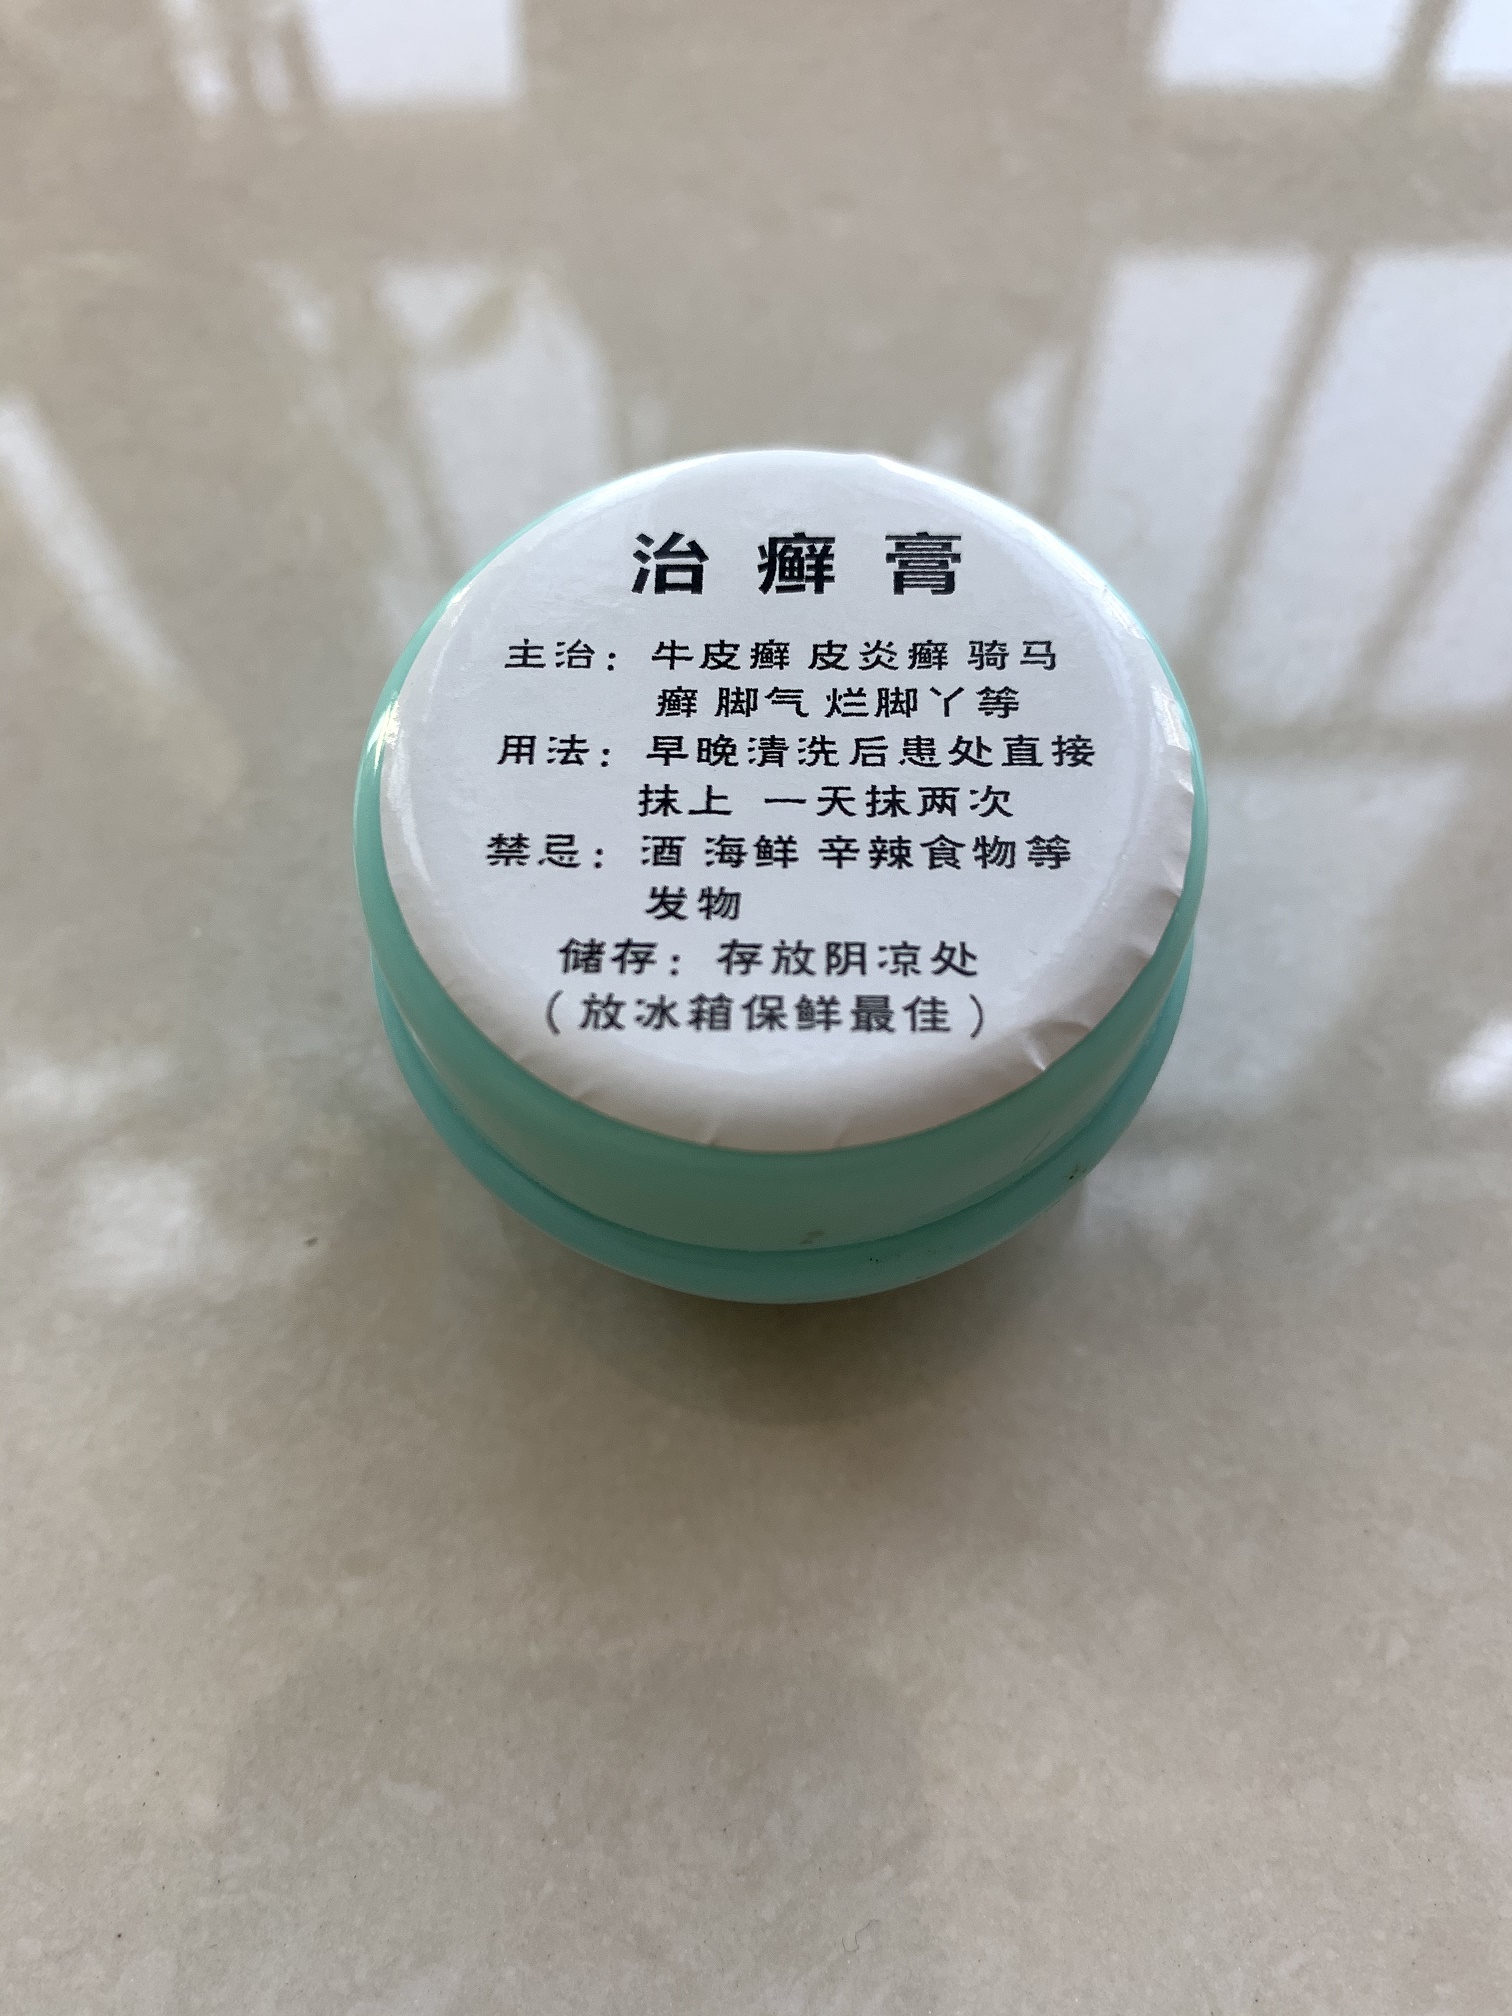 治癣膏
主治：牛皮癣 皮炎癣 骑马
癣 脚气 烂脚丫等
用法：早晚清洗后患处直接
抹上 一天抹两次
禁忌：酒 海鲜 辛辣食物等
发物
储存：存放阴凉处
（放冰箱保鲜最佳）